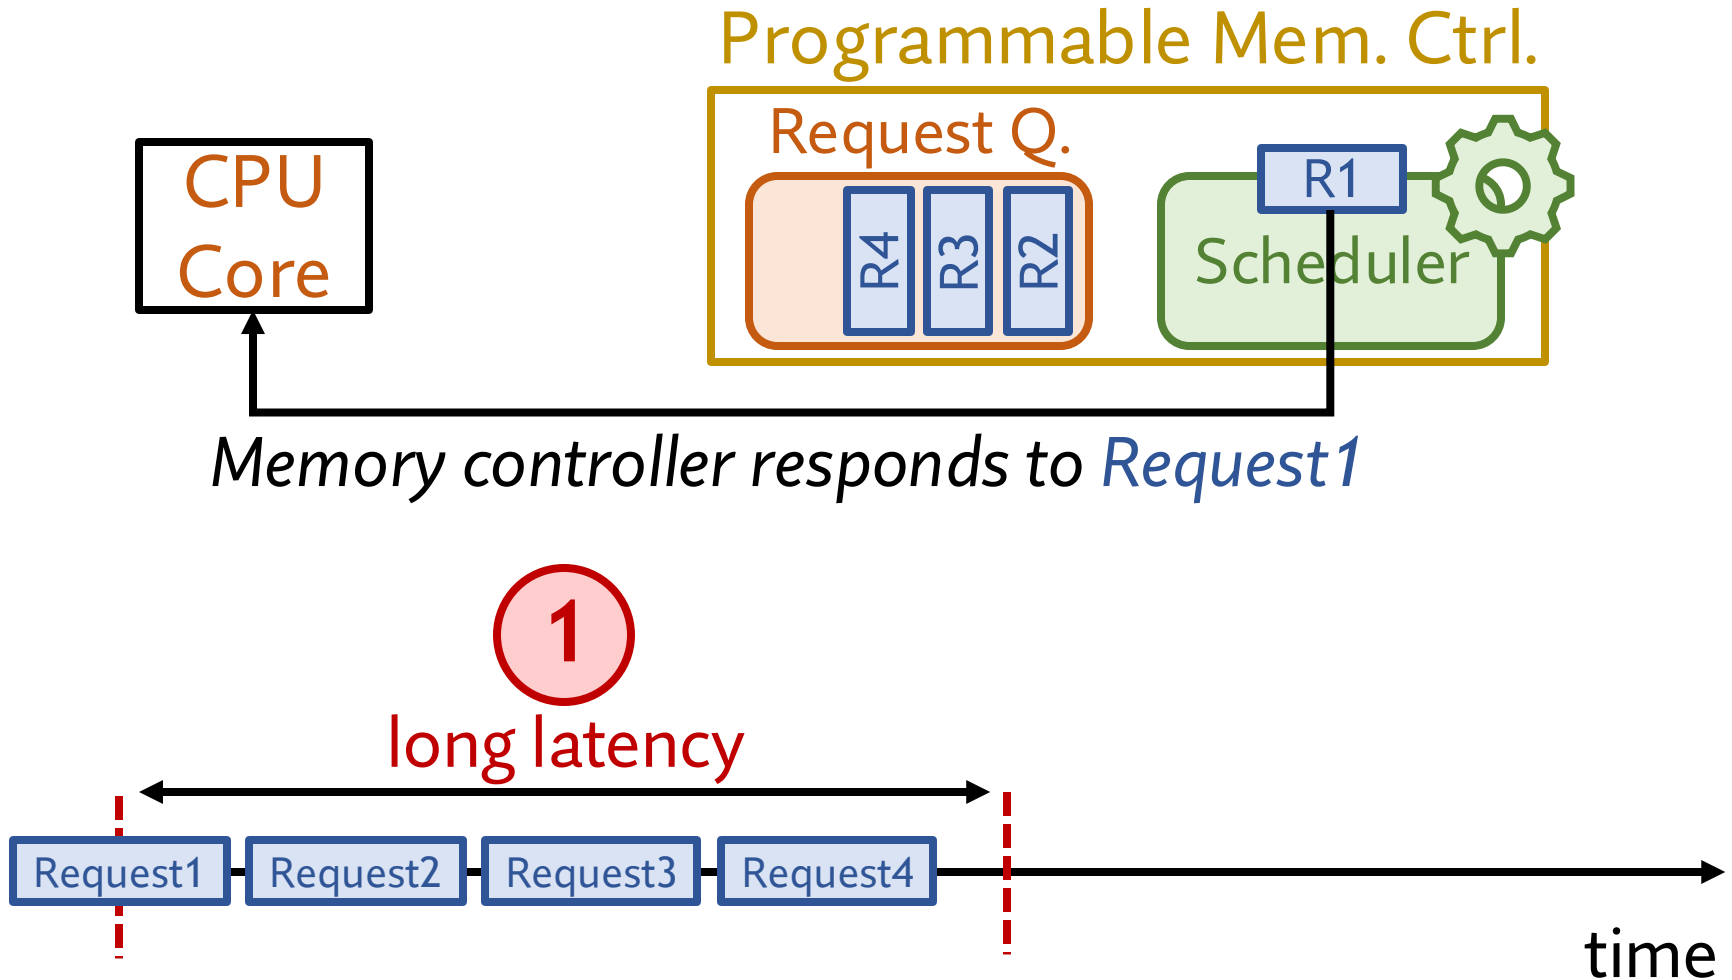 Programmable Mem. Ctrl.
CPU
Core
Request Q.
R4
R3
R2
R1
Scheduler
Memory controller responds to Request1
1
long latency
Request1
Request2
Request3
Request4
time